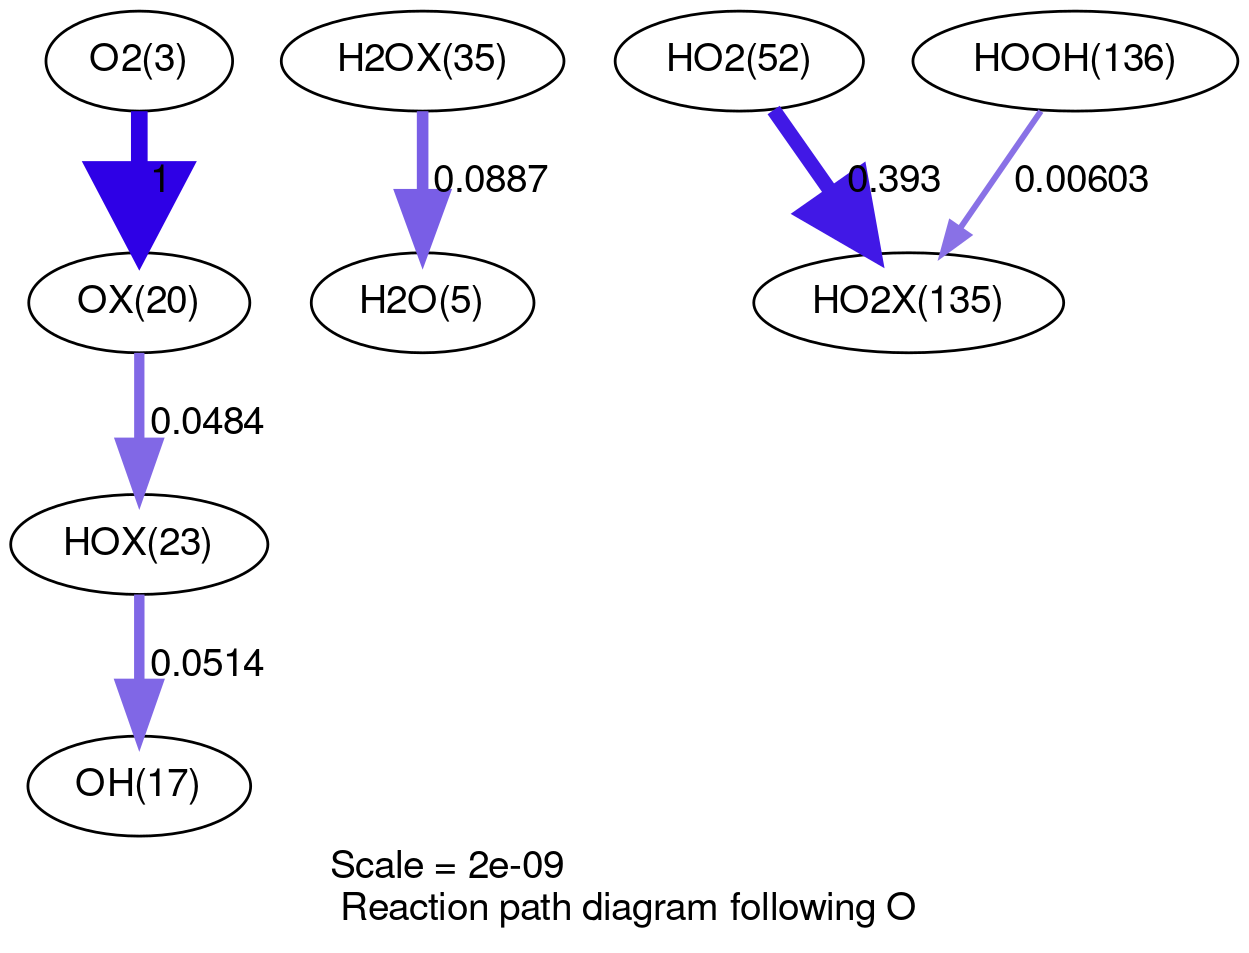 O2(3)
H2OX(35)
HO2(52)
HOOH(136)
1
0.0887
0.393
0.00603
OX(20)
H2O(5)
HO2X(135)
0.0484
HOX(23)
0.0514
OH(17)
Scale = 2e-09
Reaction path diagram following O